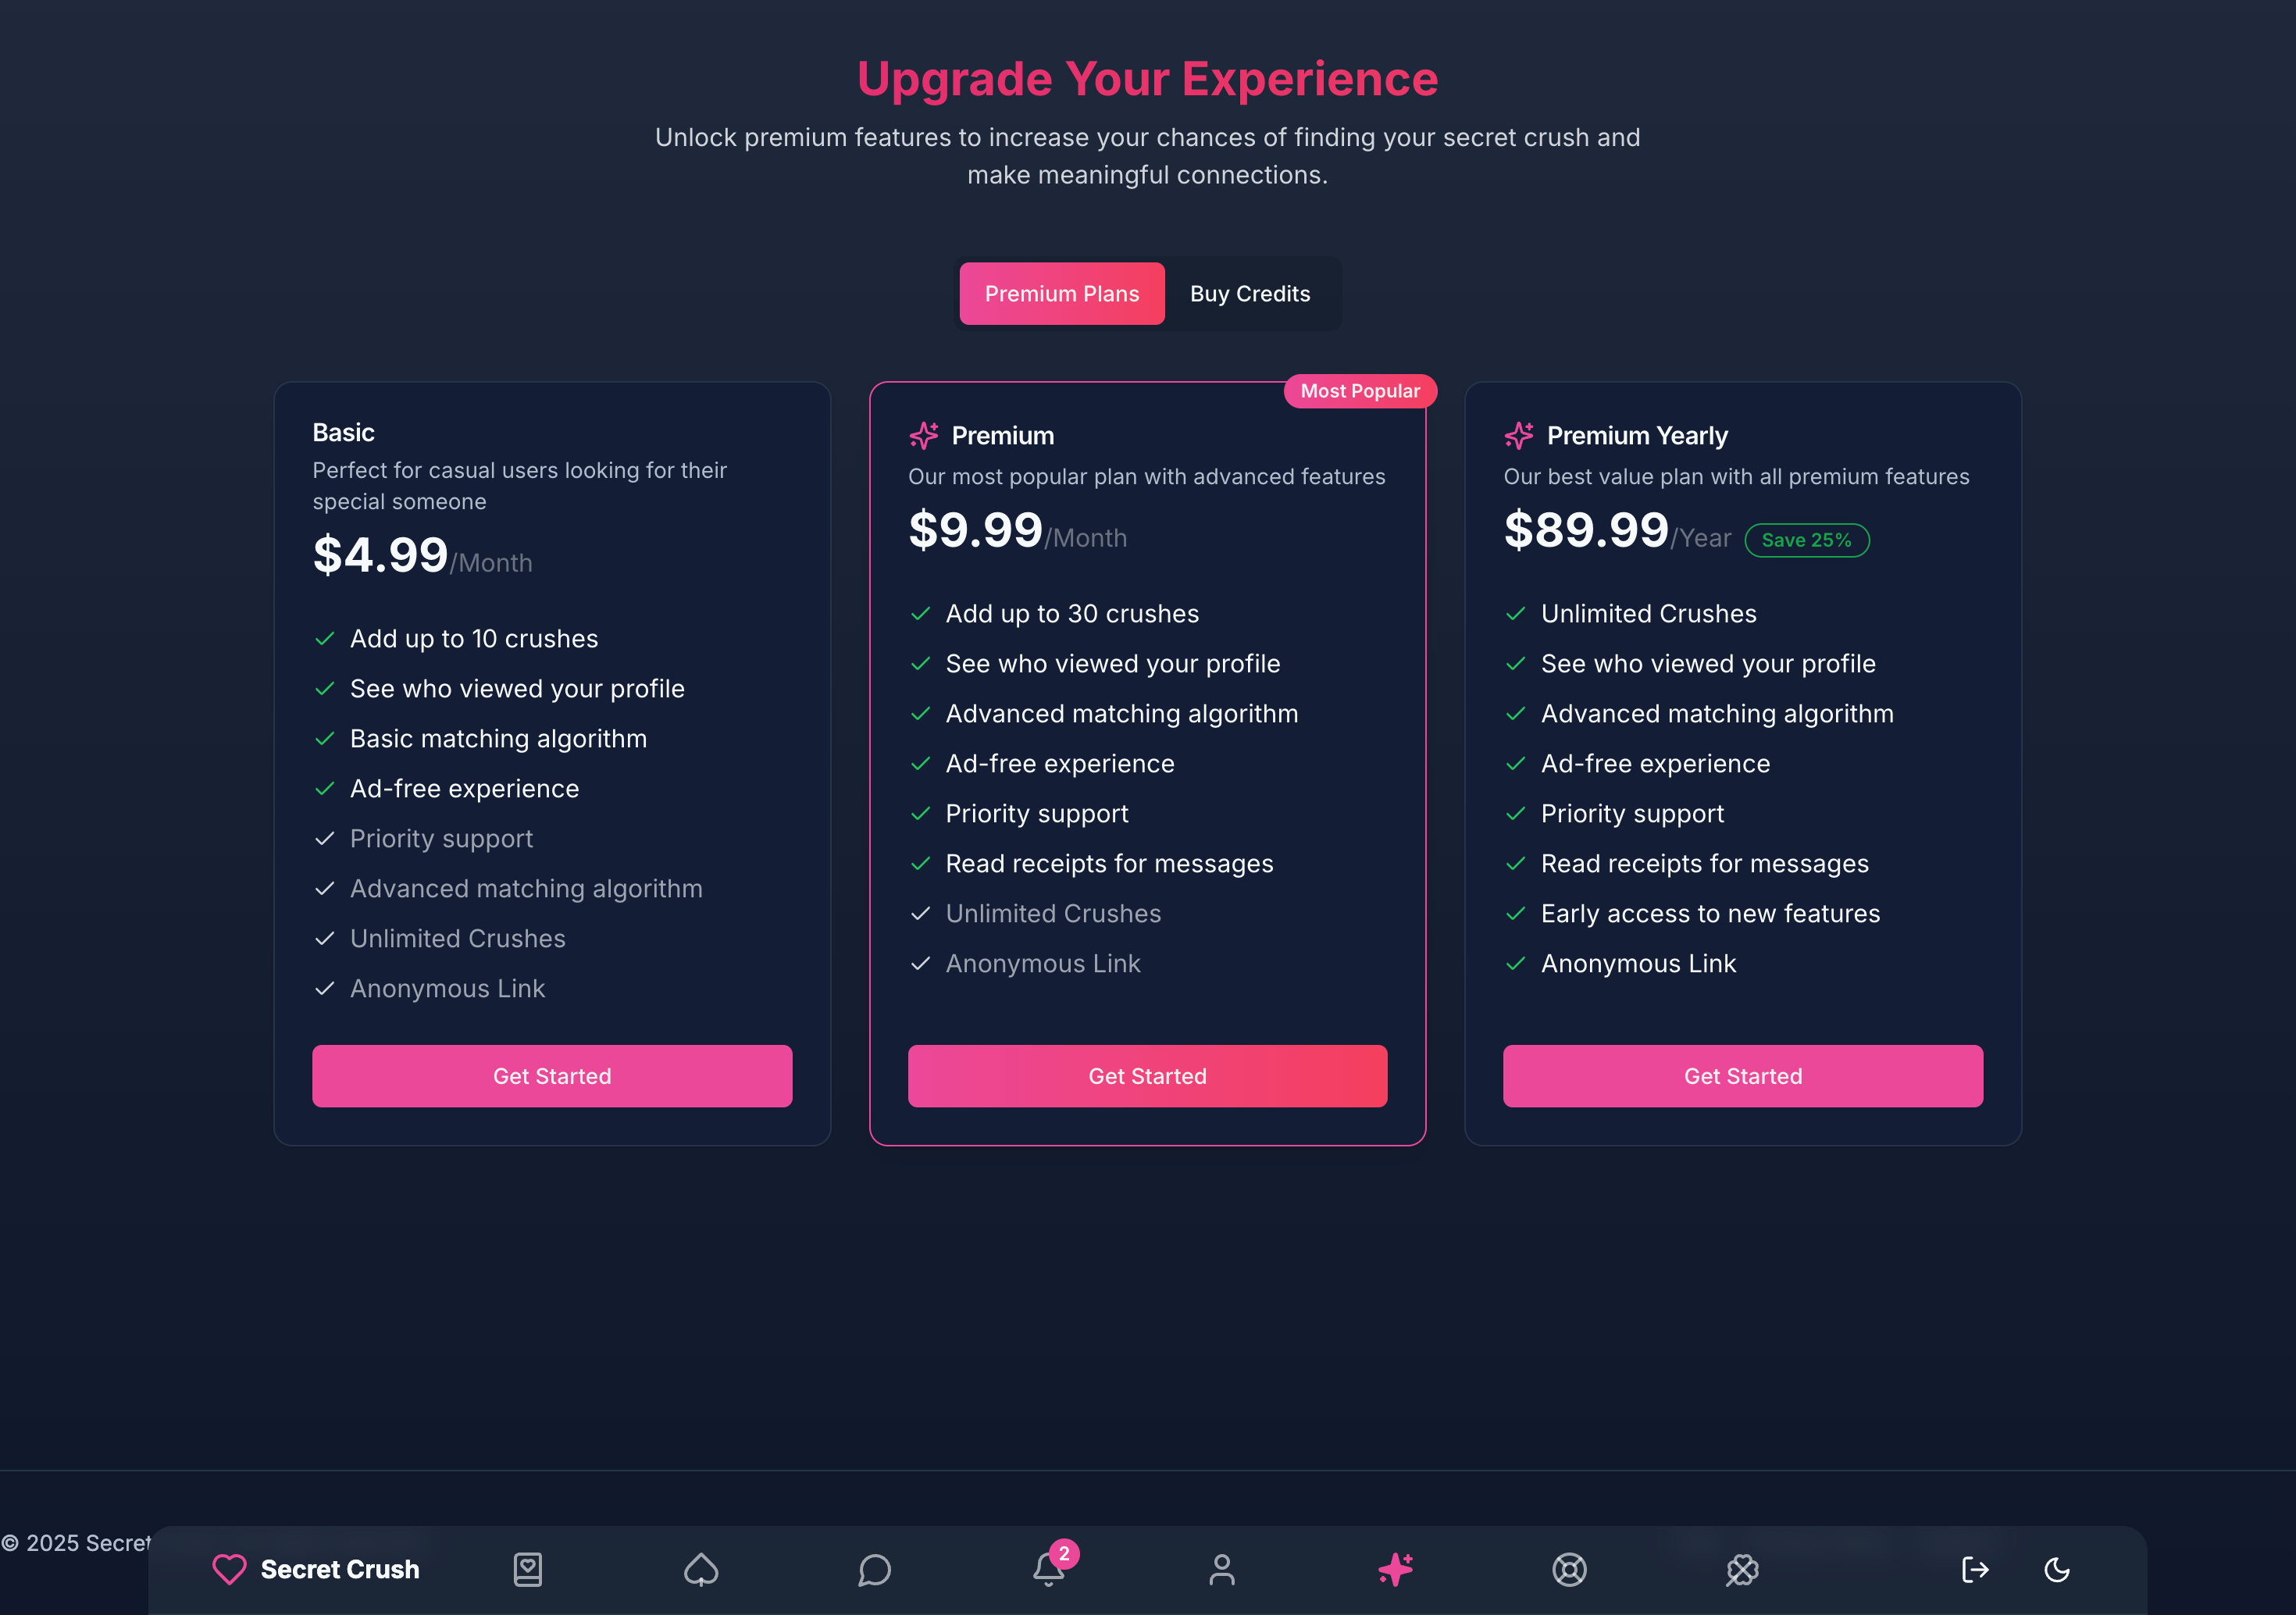 Upgrade Your Experience
Unlock premium features to increase your chances of finding your secret crush and
make meaningful connections.
Premium Plans
Buy Credits
Basic
Perfect for casual users looking for their
special someone
$4.99/Month
Add up to 10 crushes
See who viewed your profile
Basic matching algorithm
Ad-free experience
Priority support
Advanced matching algorithm
Unlimited Crushes
Anonymous Link
Get Started
Most Popular
Premium
Our most popular plan with advanced features
$9.99/Month
Add up to 30 crushes
See who viewed your profile
Advanced matching algorithm
Ad-free experience
Priority support
Read receipts for messages
Unlimited Crushes
Anonymous Link
Get Started
Premium Yearly
Our best value plan with all premium features
$89.99/Year Save 25%
Unlimited Crushes
See who viewed your profile
Advanced matching algorithm
Ad-free experience
Priority support
Read receipts for messages
Early access to new features
Anonymous Link
Get Started
© 2025 Secret
Secret Crush
2